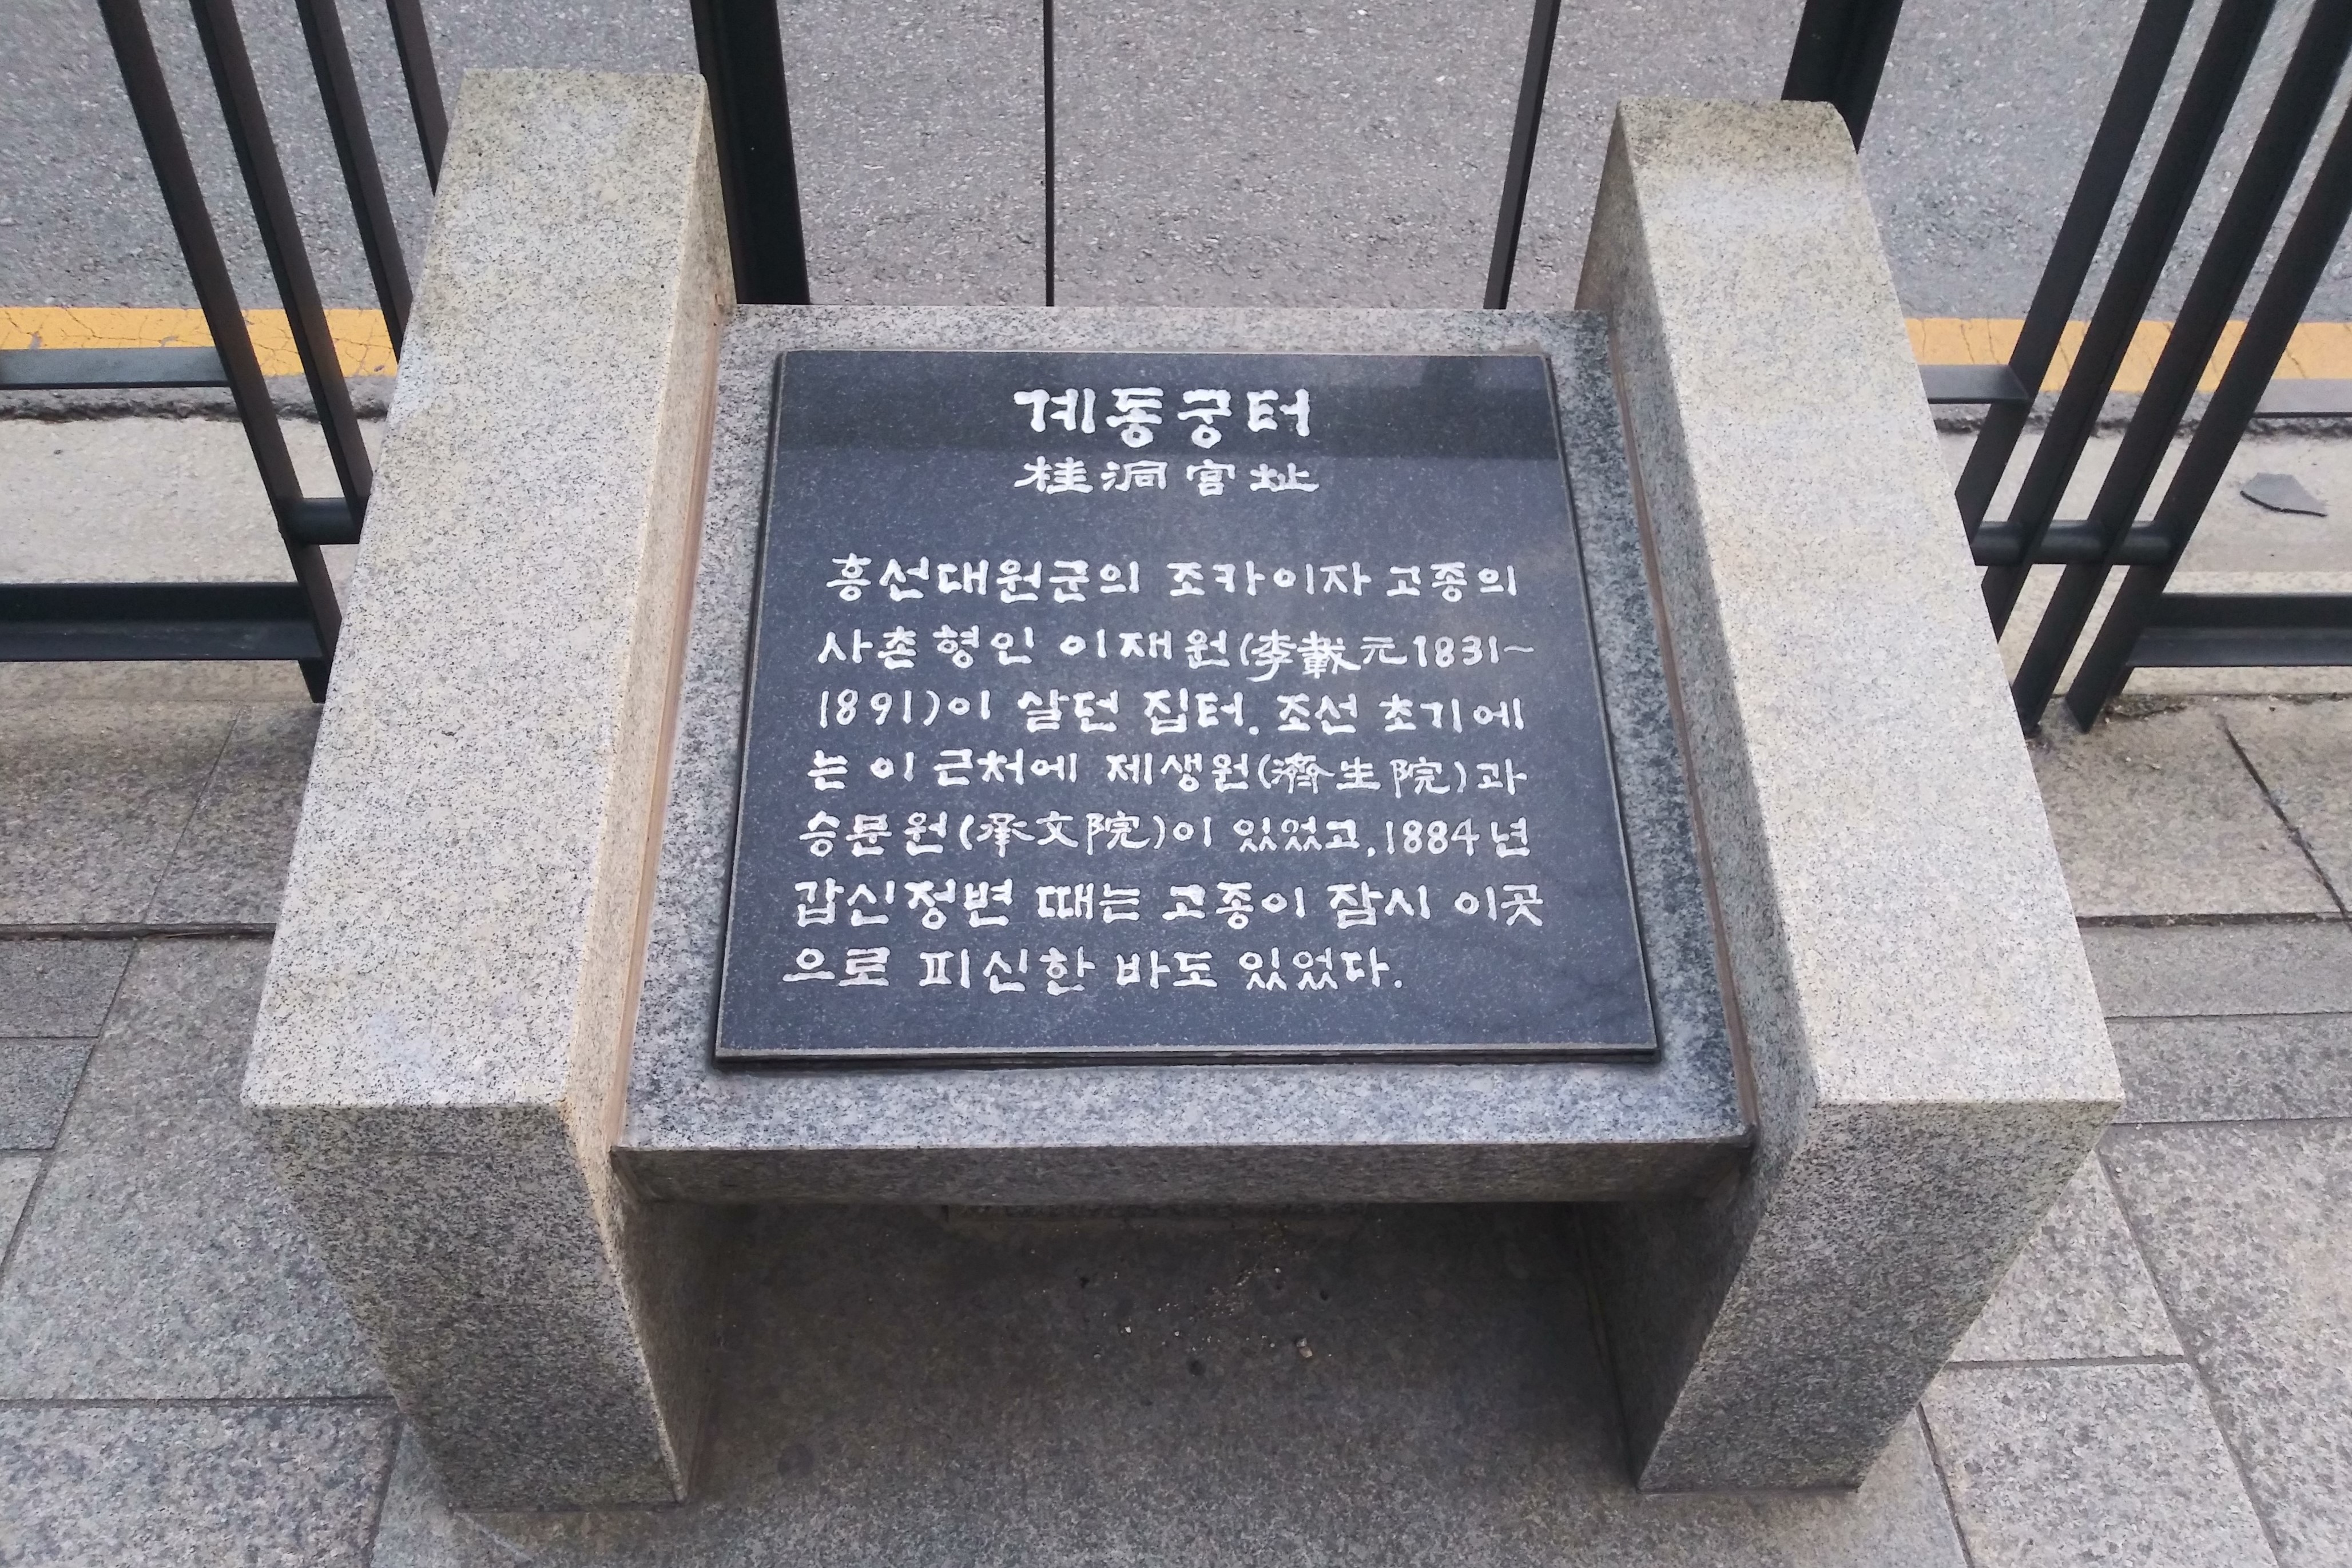 계동궁터
桂洞宮址
흥선대원군의 조카이자 고종의
사촌형인 이재원(李載元1831~
1891)이 살던 집터. 조선 초기에
는 이 근처에 제생원(濟生院)과
승문원(承文院)이 있었고, 1884년
갑신정변 때는 고종이 잠시 이곳
으로 피신한 바도 있었다.